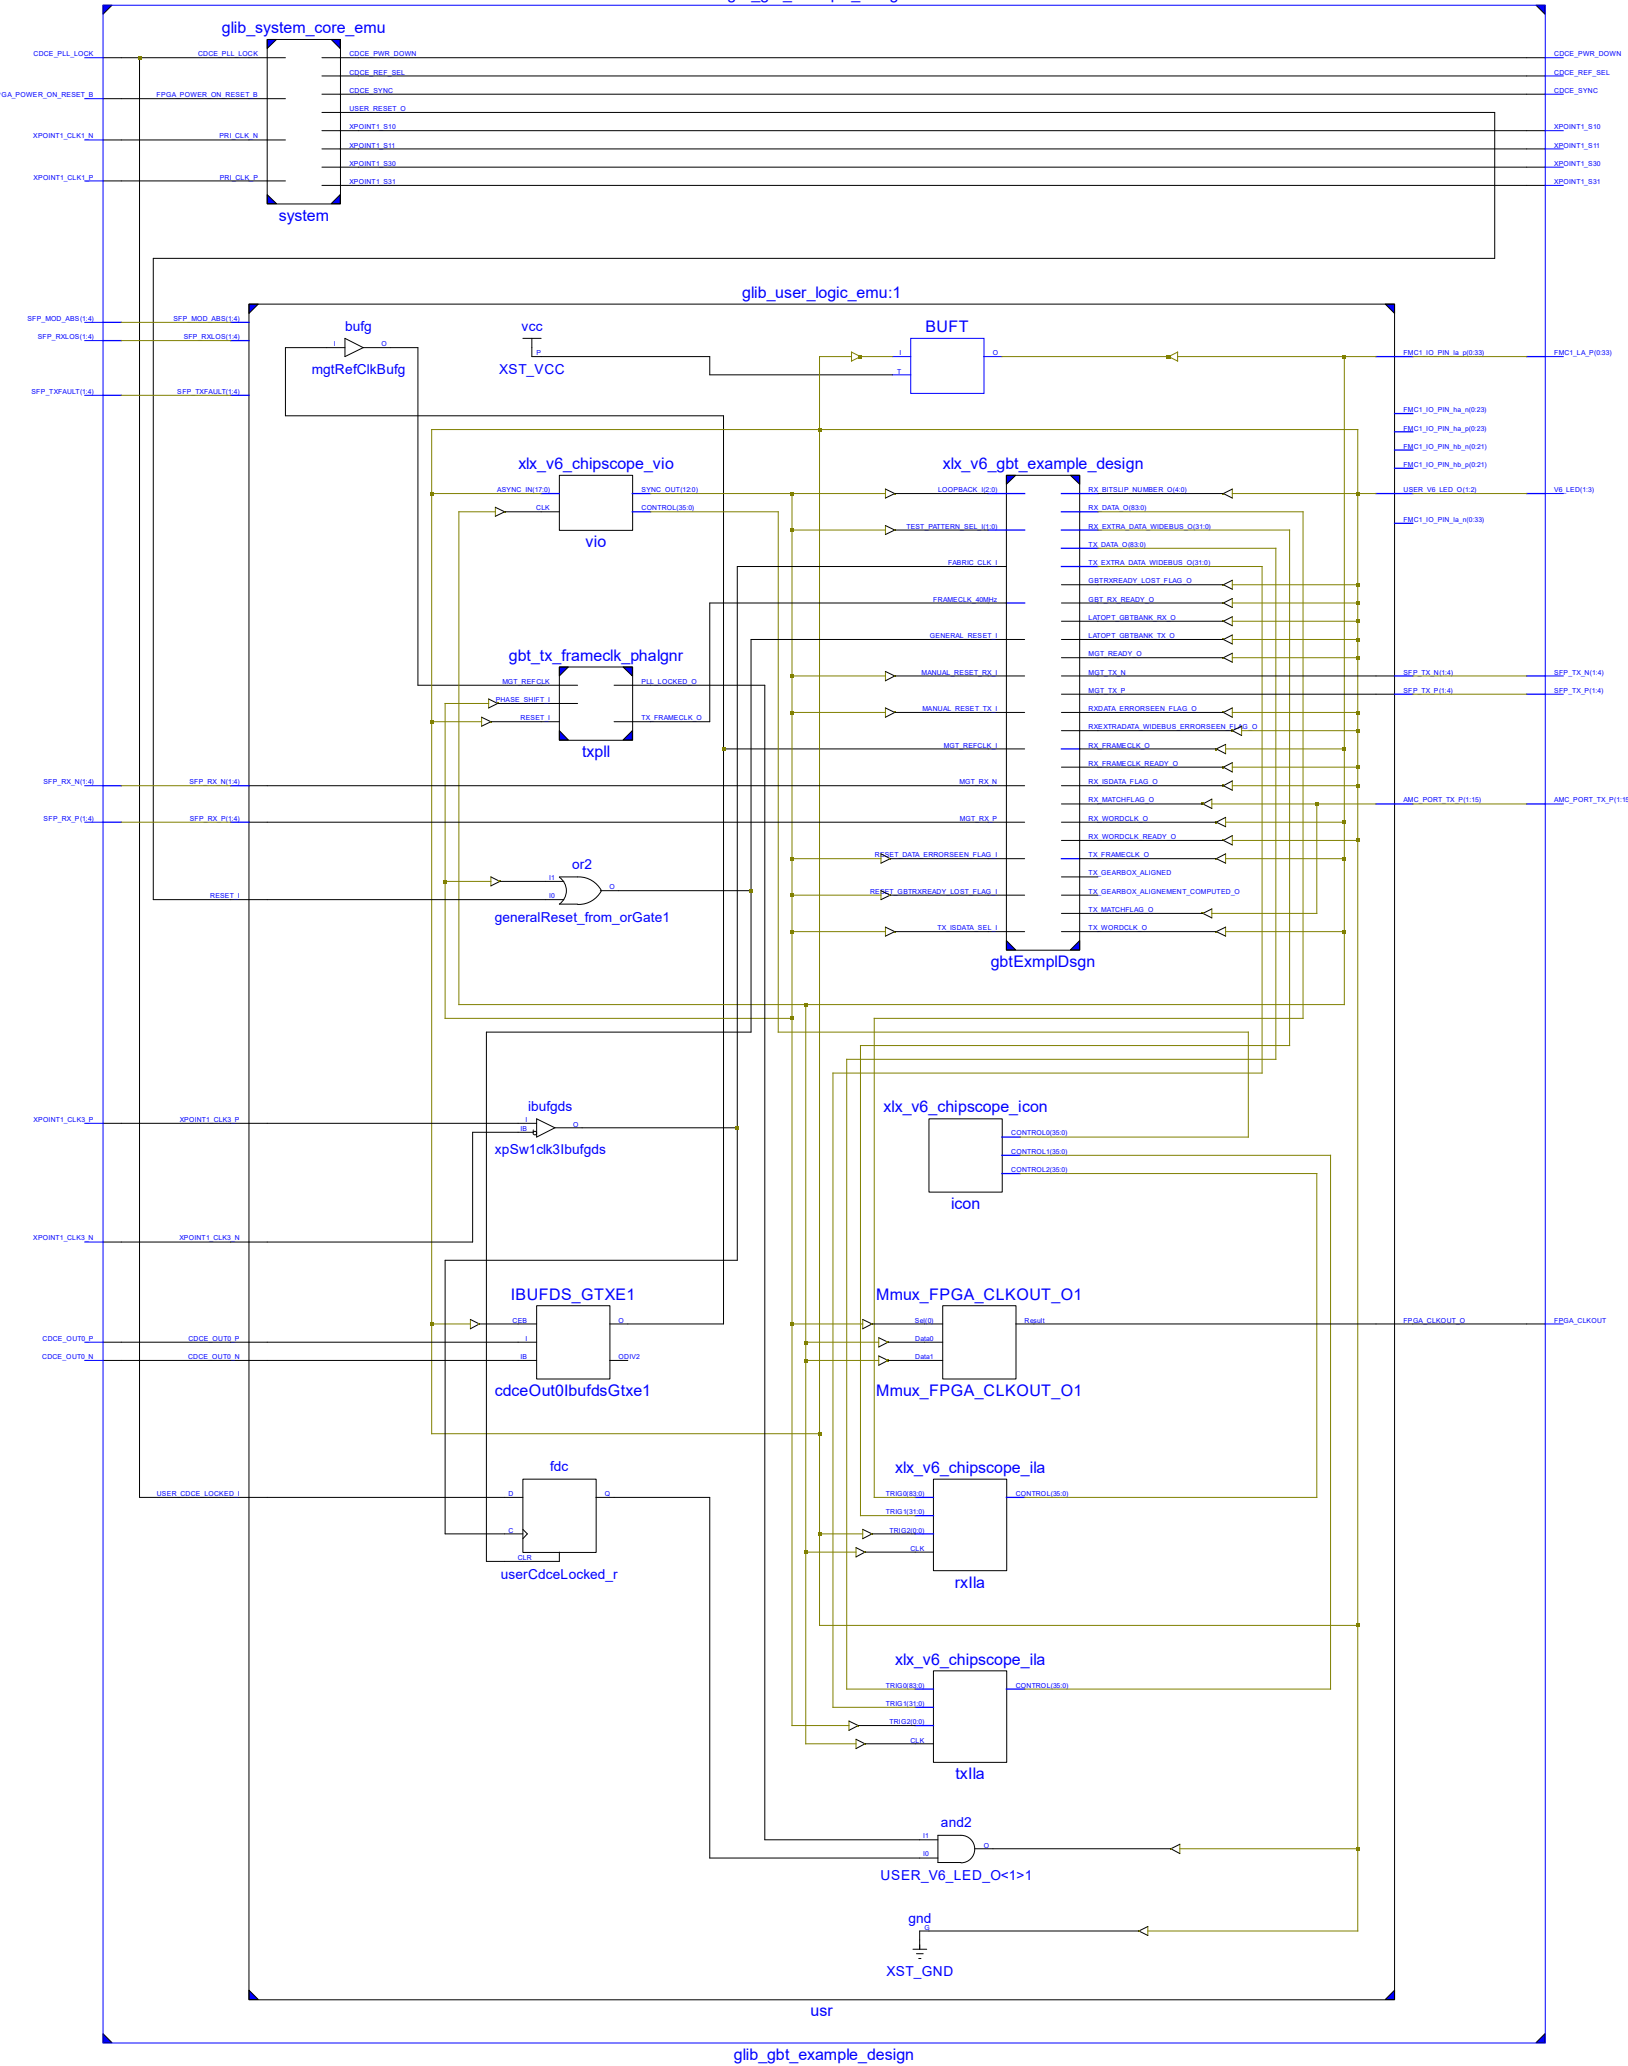 glib_system_core_emu
CDCE_PLL_LOCK
CDCE_PLL_LOCK
CDCE_PWR_DOWN
CDCE_PWR_DOWN
CDCE_REF_SEL
CDCE_REF_SEL
GA_POWER_ON_RESET_B
FPGA_POWER_ON_RESET_B
CDCE_SYNC
CDCE_SYNC
USER_RESET_O
XPOINT1_CLK1_N
PRI_CLK_N
XPOINT1_S10
XPOINT1_S10
XPOINT1_S11
XPOINT1_S11
XPOINT1_S30
XPOINT1_S30
XPOINT1_CLK1_P
PRI_CLK_P
XPOINT1_S31
XPOINT1_S31
system
glib_user_logic_emu:1
SFP_MOD_ABS(1:4)
SFP_MOD_ABS(1:4)
SFP_RXLOS(1:4)
SFP_RXLOS(1:4)
SFP_TXFAULT(1:4)
SFP_TXFAULT(1:4)
bufg
I
O
mgtRefClkBufg
vcc
P
XST_VCC
BUFT
I
O
T
FMC1_IO_PIN_la_p(0:33)
FMC1_LA_P(0:33)
FMC1_IO_PIN_ha_n(0:23)
FMC1_IO_PIN_ha_p(0:23)
FMC1_IO_PIN_hb_n(0:21)
FMC1_IO_PIN_hb_p(0:21)
USER_V6_LED_O(1:2)
V6_LED(1:3)
FMC1_IO_PIN_la_n(0:33)
xlx_v6_chipscope_vio
ASYNC_IN(17:0)
SYNC_OUT(12:0)
CLK
CONTROL(35:0)
vio
xlx_v6_gbt_example_design
LOOPBACK_I(2:0)
RX_BITSLIP_NUMBER_O(4:0)
RX_DATA_O(83:0)
TEST_PATTERN_SEL_I(1:0)
RX_EXTRA_DATA_WIDEBUS_O(31:0)
TX_DATA_O(83:0)
FABRIC_CLK_I
TX_EXTRA_DATA_WIDEBUS_O(31:0)
GBTRXREADY_LOST_FLAG_O
FRAMECLK_40MHz
GBT_RX_READY_O
LATOPT_GBTBANK_RX_O
GENERAL_RESET_I
LATOPT_GBTBANK_TX_O
MGT_READY_O
MANUAL_RESET_RX_I
MGT_TX_N
SFP_TX_N(1:4)
SFP_TX_N(1:4)
MGT_TX_P
SFP_TX_P(1:4)
SFP_TX_P(1:4)
MANUAL_RESET_TX_I
RXDATA_ERRORSEEN_FLAG_O
RXEXTRADATA_WIDEBUS_ERRORSEEN_FLAG_O
MGT_REFCLK_I
RX_FRAMECLK_O
RX_FRAMECLK_READY_O
MGT_RX_N
RX_ISDATA_FLAG_O
RX_MATCHFLAG_O
AMC_PORT_TX_P(1:15)
AMC_PORT_TX_P(1:15
MGT_RX_P
RX_WORDCLK_O
RX_WORDCLK_READY_O
RESET_DATA_ERRORSEEN_FLAG_I
TX_FRAMECLK_O
TX_GEARBOX_ALIGNED
RESET_GBTRXREADY_LOST_FLAG_I
TX_GEARBOX_ALIGNEMENT_COMPUTED_O
TX_MATCHFLAG_O
TX_ISDATA_SEL_I
TX_WORDCLK_O
gbtExmplDsgn
gbt_tx_frameclk_phalgnr
MGT_REFCLK
PLL_LOCKED_O
PHASE_SHIFT_I
RESET_I
TX_FRAMECLK_O
txpll
SFP_RX_N(1:4)
SFP_RX_N(1:4)
SFP_RX_P(1:4)
SFP_RX_P(1:4)
or2
I1
O
I0
RESET_I
generalReset_from_orGate1
ibufgds
XPOINT1_CLK3_P
XPOINT1_CLK3_P
I
O
IB
xpSw1clk3Ibufgds
XPOINT1_CLK3_N
XPOINT1_CLK3_N
xlx_v6_chipscope_icon
CONTROL0(35:0)
CONTROL1(35:0)
CONTROL2(35:0)
icon
IBUFDS_GTXE1
CEB
O
CDCE_OUT0_P
CDCE_OUT0_P
I
CDCE_OUT0_N
CDCE_OUT0_N
IB
ODIV2
cdceOut0IbufdsGtxe1
Mmux_FPGA_CLKOUT_O1
Sel(0)
Result
Data0
Data1
FPGA_CLKOUT_O
FPGA_CLKOUT
Mmux_FPGA_CLKOUT_O1
fdc
USER_CDCE_LOCKED_I
D
Q
C
CLR
userCdceLocked_r
xlx_v6_chipscope_ila
TRIG0(83:0)
CONTROL(35:0)
TRIG1(31:0)
TRIG2(0:0)
CLK
rxIla
xlx_v6_chipscope_ila
TRIG0(83:0)
CONTROL(35:0)
TRIG1(31:0)
TRIG2(0:0)
CLK
txIla
and2
I1
O
I0
USER_V6_LED_O<1>1
gnd
G
XST_GND
usr
glib_gbt_example_design